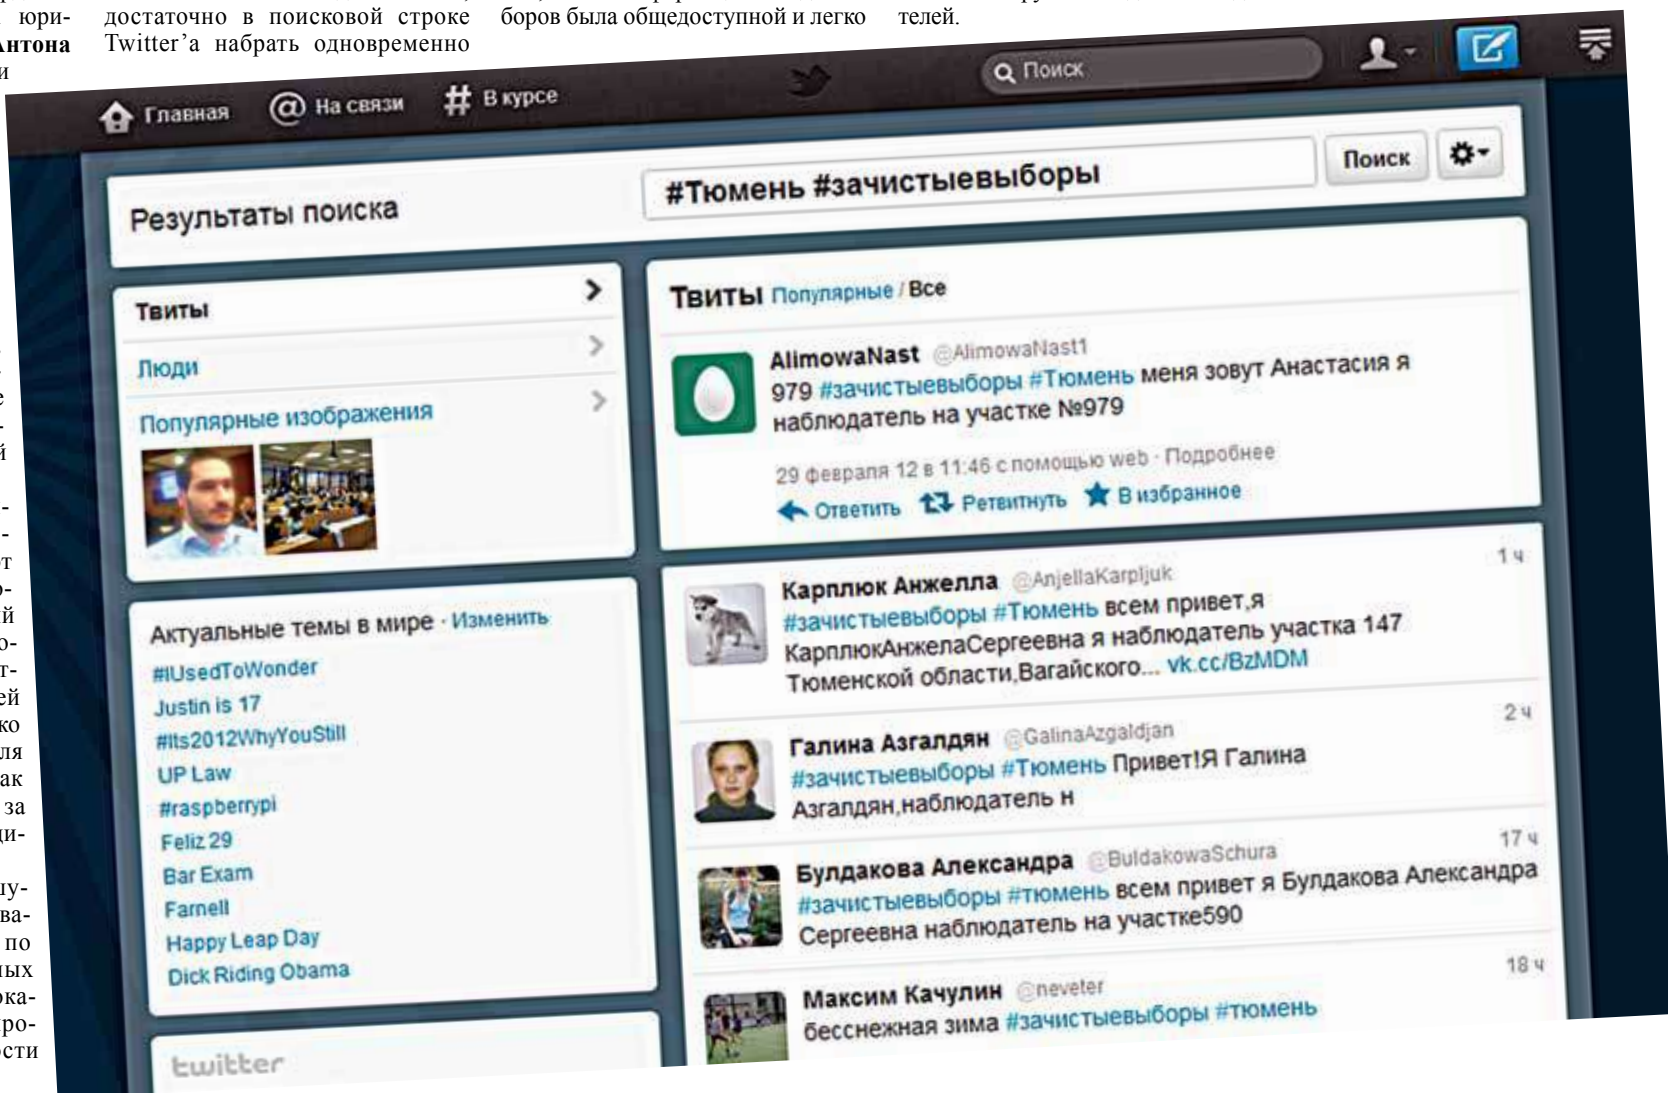 юри-
Антона
и
достаточно в поисковой строке
Twitter’а набрать одновременно
боров была общедоступной и легко
телей.
Главная
На связи
В курсе
Поиск
Результаты поиска
#Тюмень #зачистыевыборы
Поиск
Твиты
Люди
Популярные изображения
Актуальные темы в мире · Изменить
#IUsedToWonder
Justin is 17
#Its2012WhyYouStill
UP Law
#raspberrypi
Feliz 29
Bar Exam
Farnell
Happy Leap Day
Dick Riding Obama
twitter
Твиты Популярные / Все
AlimowaNast @AlimowaNast1
979 #зачистыевыборы #Тюмень меня зовут Анастасия я
наблюдатель на участке №979
29 февраля 12 в 11:46 с помощью web · Подробнее
Ответить Ретвитнуть В избранное
Карплюк Анжелла @AnjellaKarpljuk 1 ч
#зачистыевыборы #Тюмень всем привет,я
КарплюкАнжелаСергеевна я наблюдатель участка 147
Тюменской области,Вагайского... vk.cc/BzMDM
Галина Азгалдян @GalinaAzgaldjan 2 ч
#зачистыевыборы #Тюмень Привет!Я Галина
Азгалдян,наблюдатель н
Булдакова Александра @BuldakowaSchura 17 ч
#зачистыевыборы #тюмень всем привет я Булдакова Александра
Сергеевна наблюдатель на участке590
Максим Качулин @neveter 18 ч
бесснежная зима #зачистыевыборы #тюмень